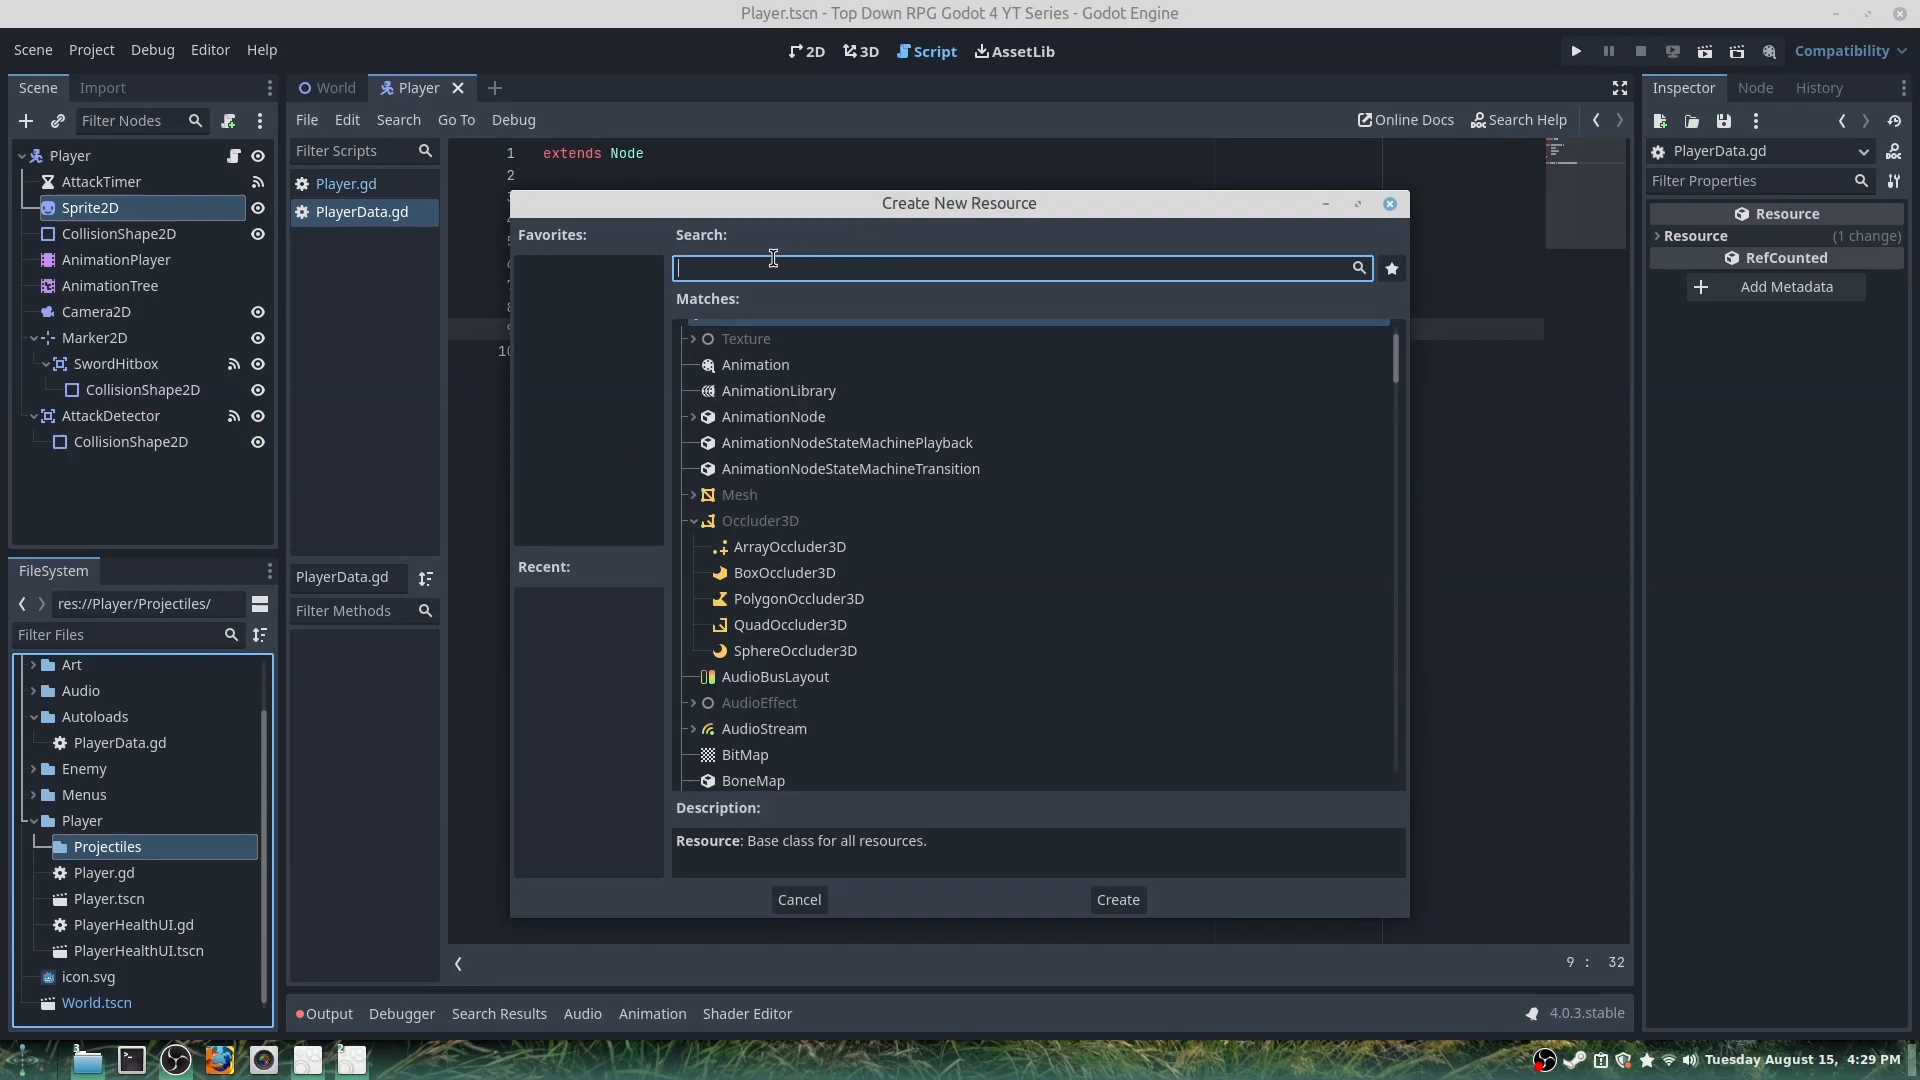 Player.tscn - Top Down RPG Godot 4 YT Series - Godot Engine
Scene Project Debug Editor Help
2D 3D Script AssetLib
Compatibility
Scene Import
World Player
Inspector Node History
Filter Nodes
File Edit Search Go To Debug
Online Docs Search Help
Player
AttackTimer
Sprite2D
CollisionShape2D
AnimationPlayer
AnimationTree
Camera2D
Marker2D
SwordHitbox
CollisionShape2D
AttackDetector
CollisionShape2D
Filter Scripts
Player.gd
PlayerData.gd
1 extends Node
2
PlayerData.gd
Filter Properties
Resource
Resource (1 change)
RefCounted
Add Metadata
Create New Resource
Favorites:
Search:
Matches:
Texture
Animation
AnimationLibrary
AnimationNode
AnimationNodeStateMachinePlayback
AnimationNodeStateMachineTransition
Mesh
Occluder3D
ArrayOccluder3D
BoxOccluder3D
PolygonOccluder3D
QuadOccluder3D
SphereOccluder3D
AudioBusLayout
AudioEffect
AudioStream
BitMap
BoneMap
Recent:
Description:
Resource: Base class for all resources.
Cancel Create
FileSystem
res://Player/Projectiles/
Filter Files
Art
Audio
Autoloads
PlayerData.gd
Enemy
Menus
Player
Projectiles
Player.gd
Player.tscn
PlayerHealthUI.gd
PlayerHealthUI.tscn
icon.svg
World.tscn
PlayerData.gd
Filter Methods
9 : 32
Output Debugger Search Results Audio Animation Shader Editor
4.0.3.stable
3
2
Tuesday August 15, 4:29 PM